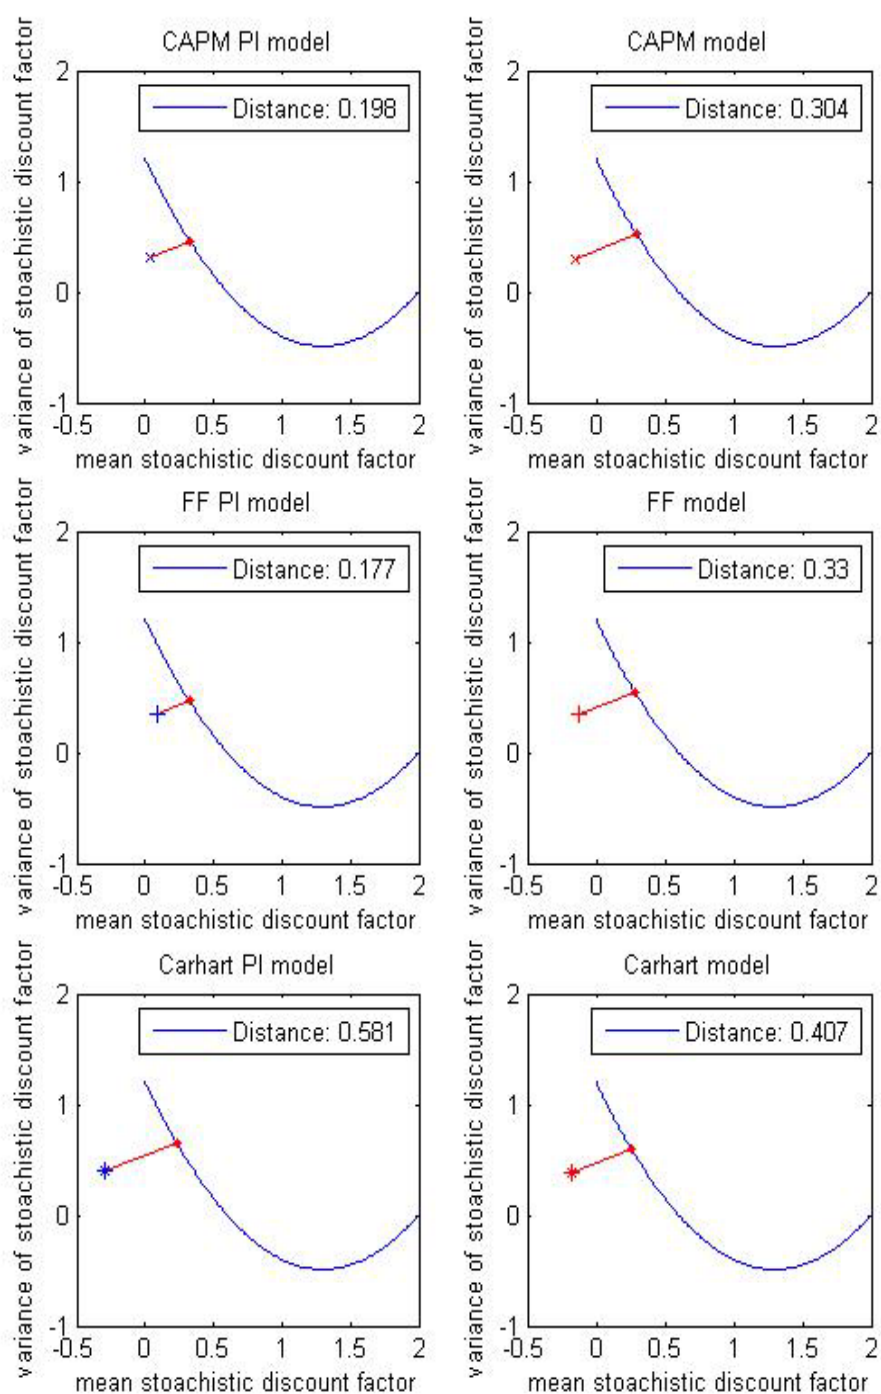 CAPM PI model
variance of stoachistic discount factor
2
1
0
-1
Distance: 0.198
-0.5
0
0.5
1
1.5
2
mean stoachistic discount factor
CAPM model
variance of stoachistic discount factor
2
1
0
-1
Distance: 0.304
-0.5
0
0.5
1
1.5
2
mean stoachistic discount factor
FF PI model
variance of stoachistic discount factor
2
1
0
-1
Distance: 0.177
-0.5
0
0.5
1
1.5
2
mean stoachistic discount factor
FF model
variance of stoachistic discount factor
2
1
0
-1
Distance: 0.33
-0.5
0
0.5
1
1.5
2
mean stoachistic discount factor
Carhart PI model
variance of stoachistic discount factor
2
1
0
-1
Distance: 0.581
-0.5
0
0.5
1
1.5
2
mean stoachistic discount factor
Carhart model
variance of stoachistic discount factor
2
1
0
-1
Distance: 0.407
-0.5
0
0.5
1
1.5
2
mean stoachistic discount factor